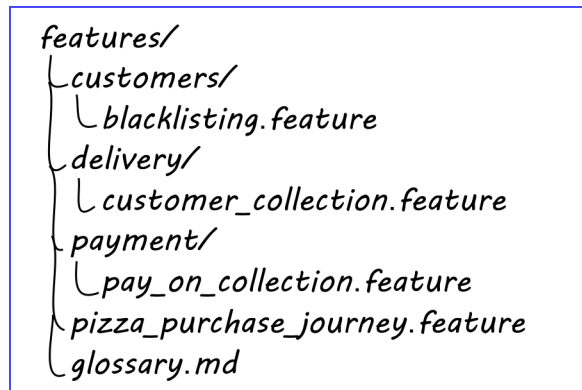 features/
customers/
blacklisting.feature
delivery/
customer_collection.feature
payment/
pay_on_collection.feature
pizza_purchase_journey.feature
glossary.md